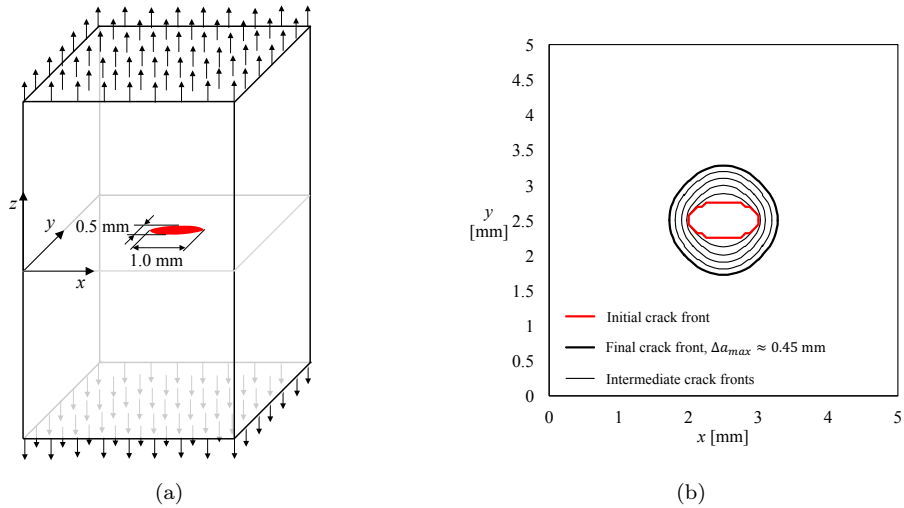 z
y
x
0.5 mm
1.0 mm
(a)
5
4.5
4
3.5
3
2.5
2
1.5
1
0.5
0
y
[mm]
Initial crack front
Final crack front, Δa_max ≈ 0.45 mm
Intermediate crack fronts
0 1 2 3 4 5
x [mm]
(b)